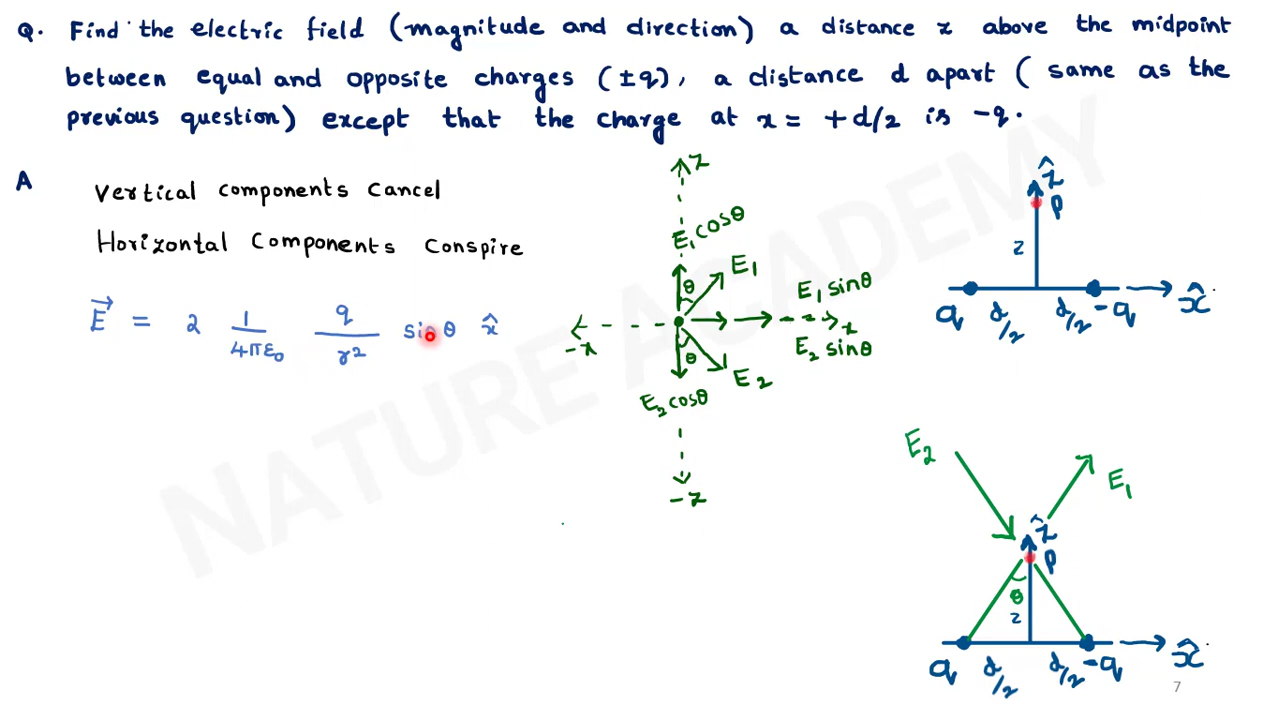 Q. Find the electric field (magnitude and direction) a distance z above the midpoint
between equal and opposite charges (±q), a distance d apart (same as the
previous question) except that the charge at x = +d/2 is -q.
A
Vertical components cancel
Horizontal components conspire
E⃗ = 2 1/4πε₀ q/r² sinθ x̂
z
E₁cosθ
θ
E₁
E₁ sinθ
-x
x
E₂ sinθ
θ
E₂
E₂cosθ
-z
ẑ
P
z
q d/2 d/2 -q x̂
E₂
E₁
ẑ
P
θ
z
q d/2 d/2 -q x̂
7
NATURE ACADEMY